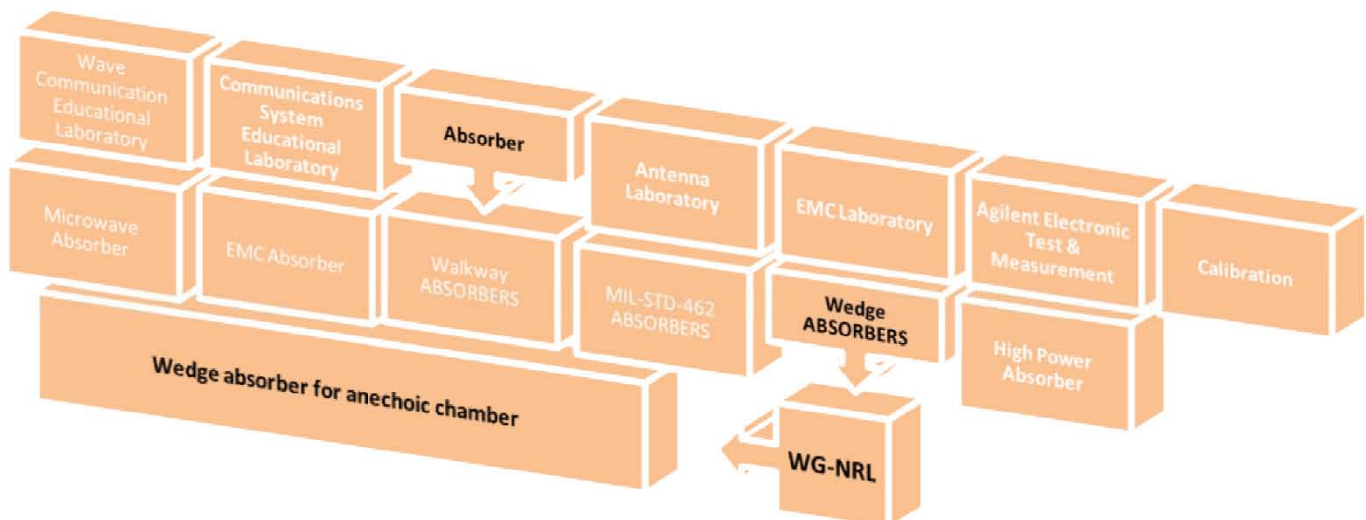 Wave
Communication
Educational
Laboratory
Communications
System
Educational
Laboratory
Absorber
Antenna
Laboratory
EMC Laboratory
Agilent Electronic
Test &
Measurement
Calibration
Microwave
Absorber
EMC Absorber
Walkway
ABSORBERS
MIL-STD-462
ABSORBERS
Wedge
ABSORBERS
High Power
Absorber
Wedge absorber for anechoic chamber
WG-NRL